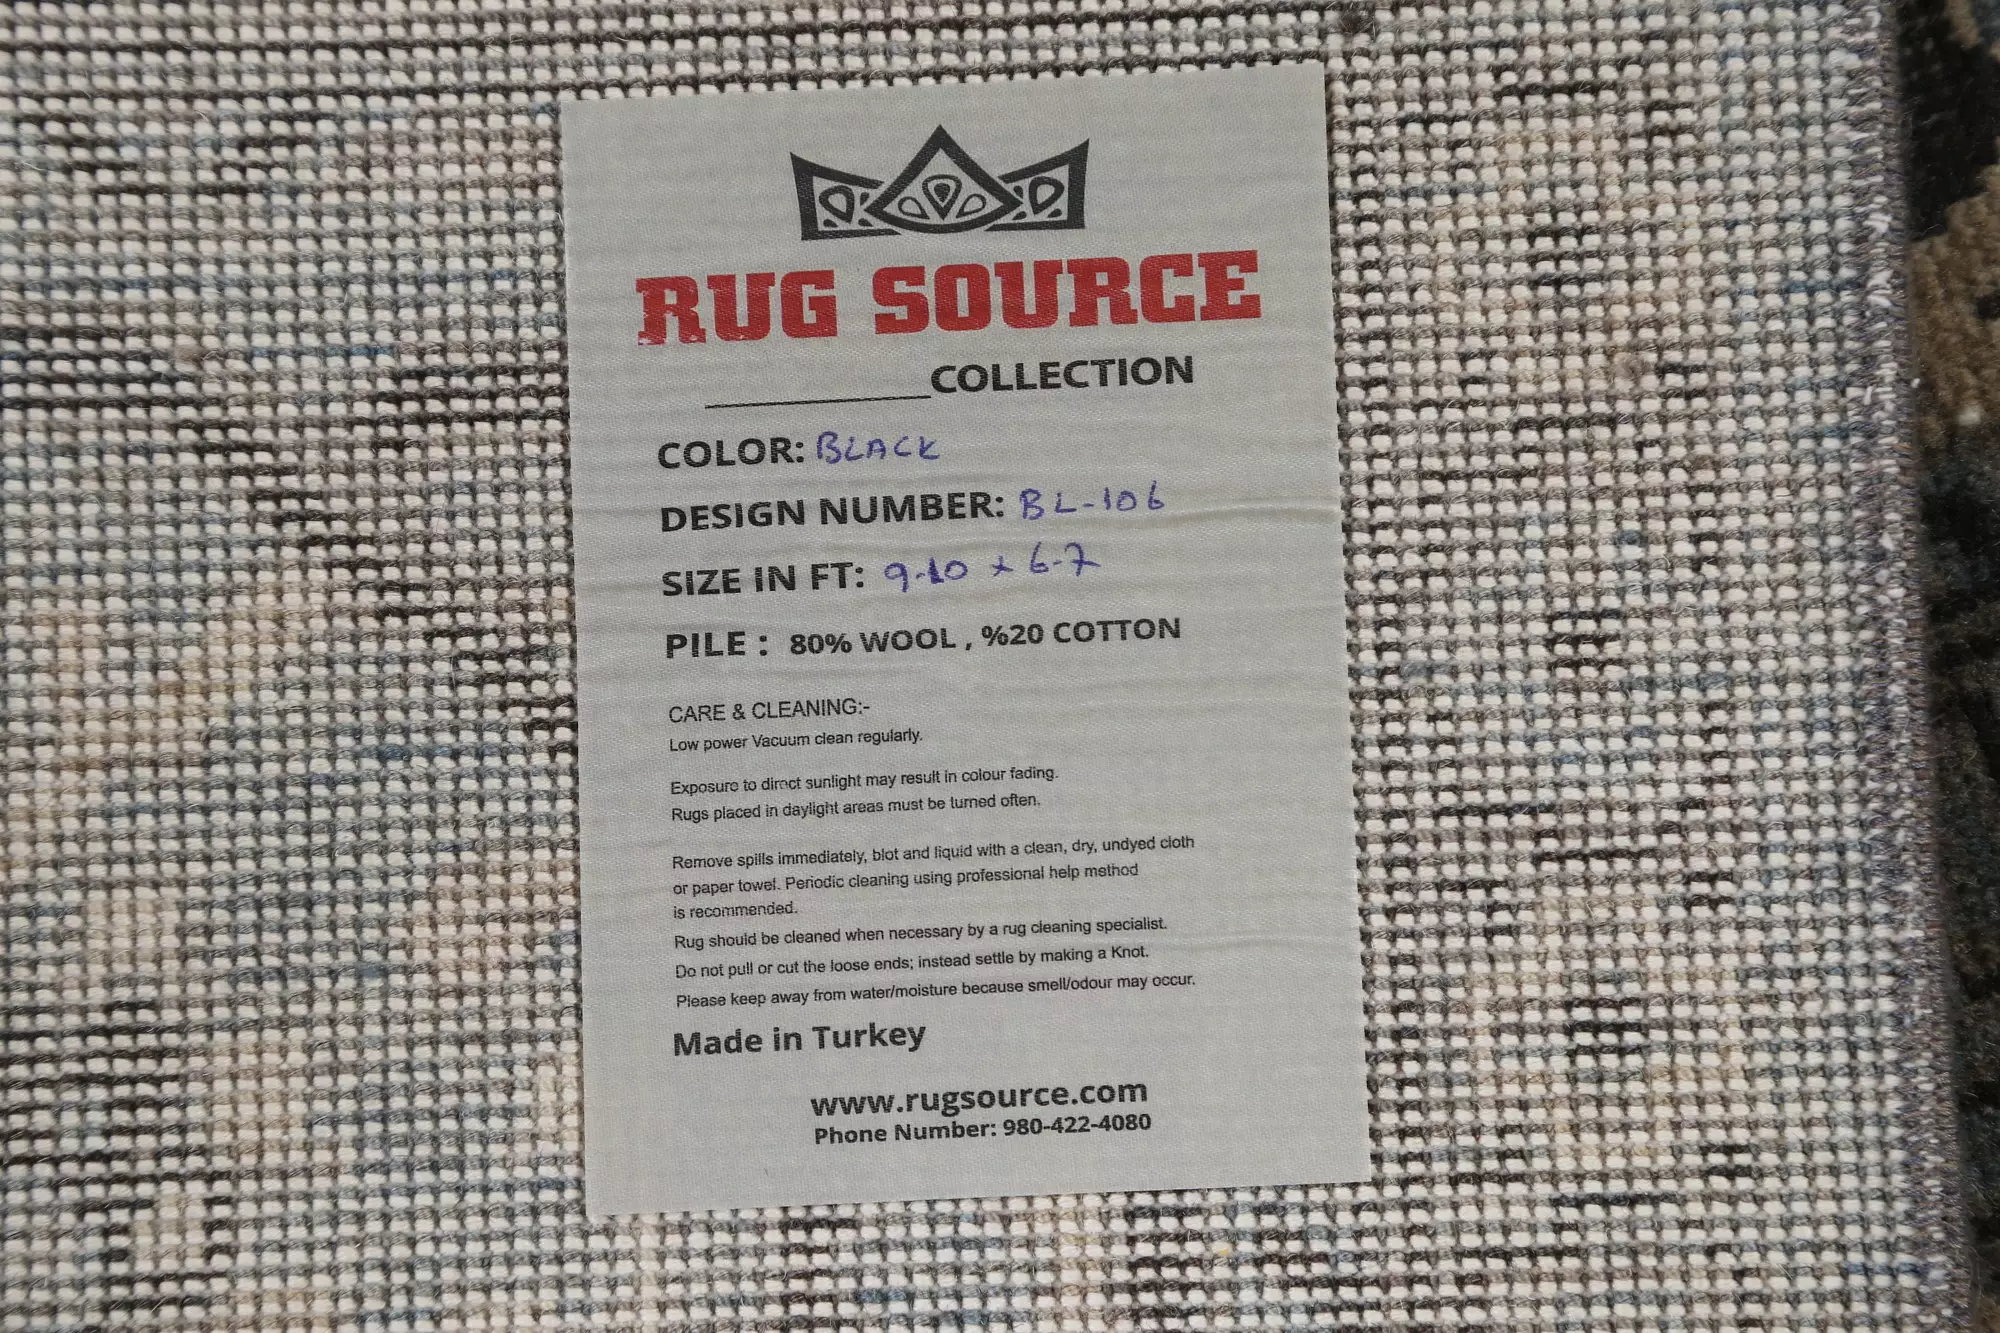 RUG SOURCE
COLLECTION
COLOR: BLACK
DESIGN NUMBER: BL-106
SIZE IN FT: 9-10 x 6-7
PILE : 80% WOOL , %20 COTTON
CARE & CLEANING:-
Low power Vacuum clean regularly.
Exposure to direct sunlight may result in colour fading.
Rugs placed in daylight areas must be turned often.
Remove spills immediately, blot and liquid with a clean, dry, undyed cloth
or paper towel. Periodic cleaning using professional help method
is recommended.
Rug should be cleaned when necessary by a rug cleaning specialist.
Do not pull or cut the loose ends; instead settle by making a Knot.
Please keep away from water/moisture because smell/odour may occur.
Made in Turkey
www.rugsource.com
Phone Number: 980-422-4080